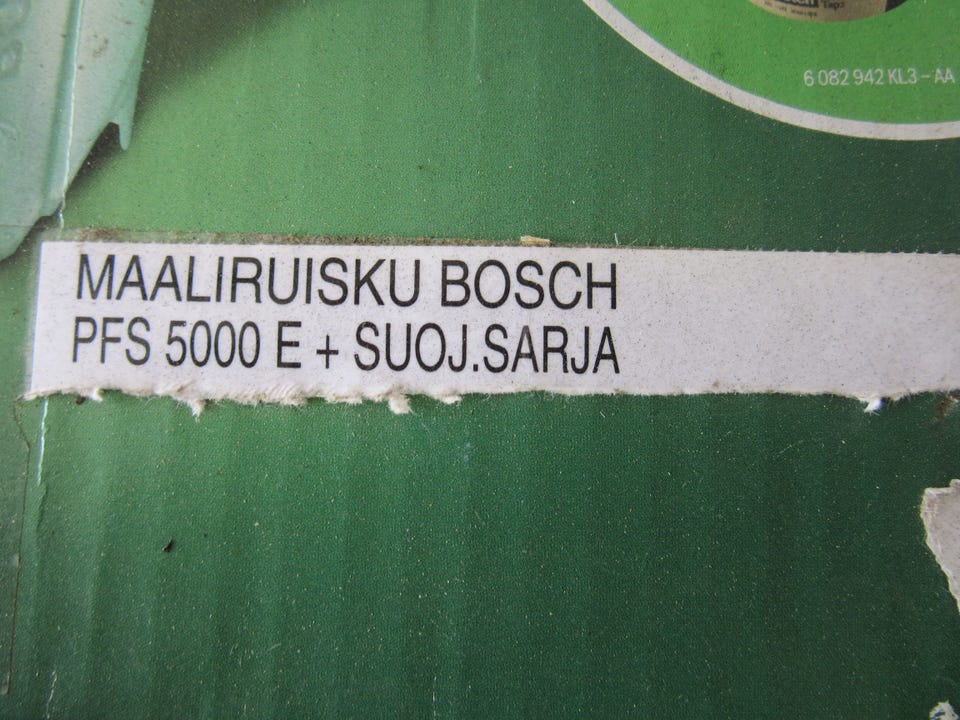 6 082 942 KL3 – AA
MAALIRUISKU BOSCH
PFS 5000 E + SUOJ.SARJA